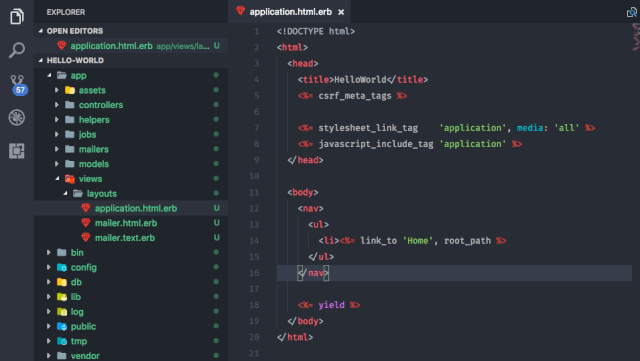 EXPLORER
OPEN EDITORS
application.html.erb app/views/la... U
HELLO-WORLD
app
assets
controllers
helpers
jobs
mailers
models
views
layouts
application.html.erb U
mailer.html.erb U
mailer.text.erb U
bin
config
db
lib
log
public
tmp
vendor
57
application.html.erb ×
1 <!DOCTYPE html>
2 <html>
3 <head>
4 <title>HelloWorld</title>
5 <%= csrf_meta_tags %>
6
7 <%= stylesheet_link_tag 'application', media: 'all' %>
8 <%= javascript_include_tag 'application' %>
9 </head>
10
11 <body>
12 <nav>
13 <ul>
14 <li><%= link_to 'Home', root_path %>
15 </ul>
16 </nav>
17
18 <%= yield %>
19 </body>
20 </html>
21